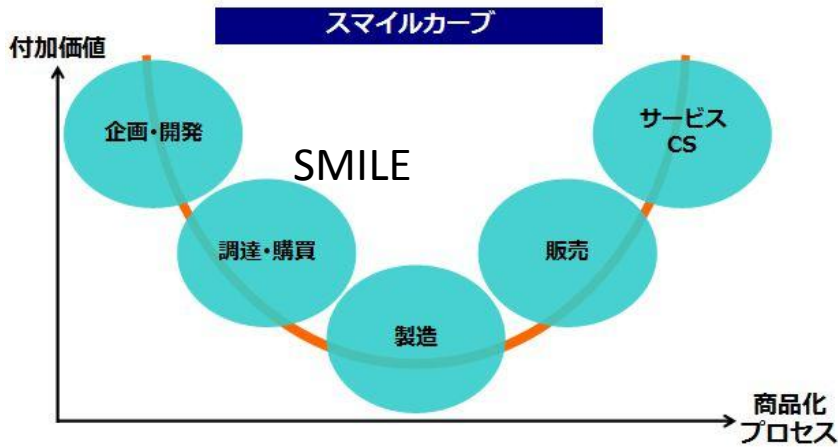 スマイルカーブ
付加価値
企画・開発
サービス
CS
SMILE
調達・購買
販売
製造
商品化
プロセス